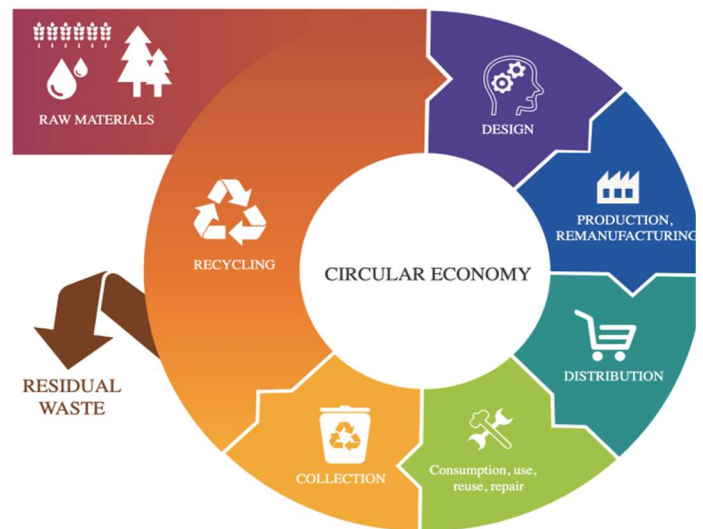 RAW MATERIALS
DESIGN
PRODUCTION,
REMANUFACTURING
RECYCLING
CIRCULAR ECONOMY
DISTRIBUTION
RESIDUAL
WASTE
COLLECTION
Consumption, use,
reuse, repair